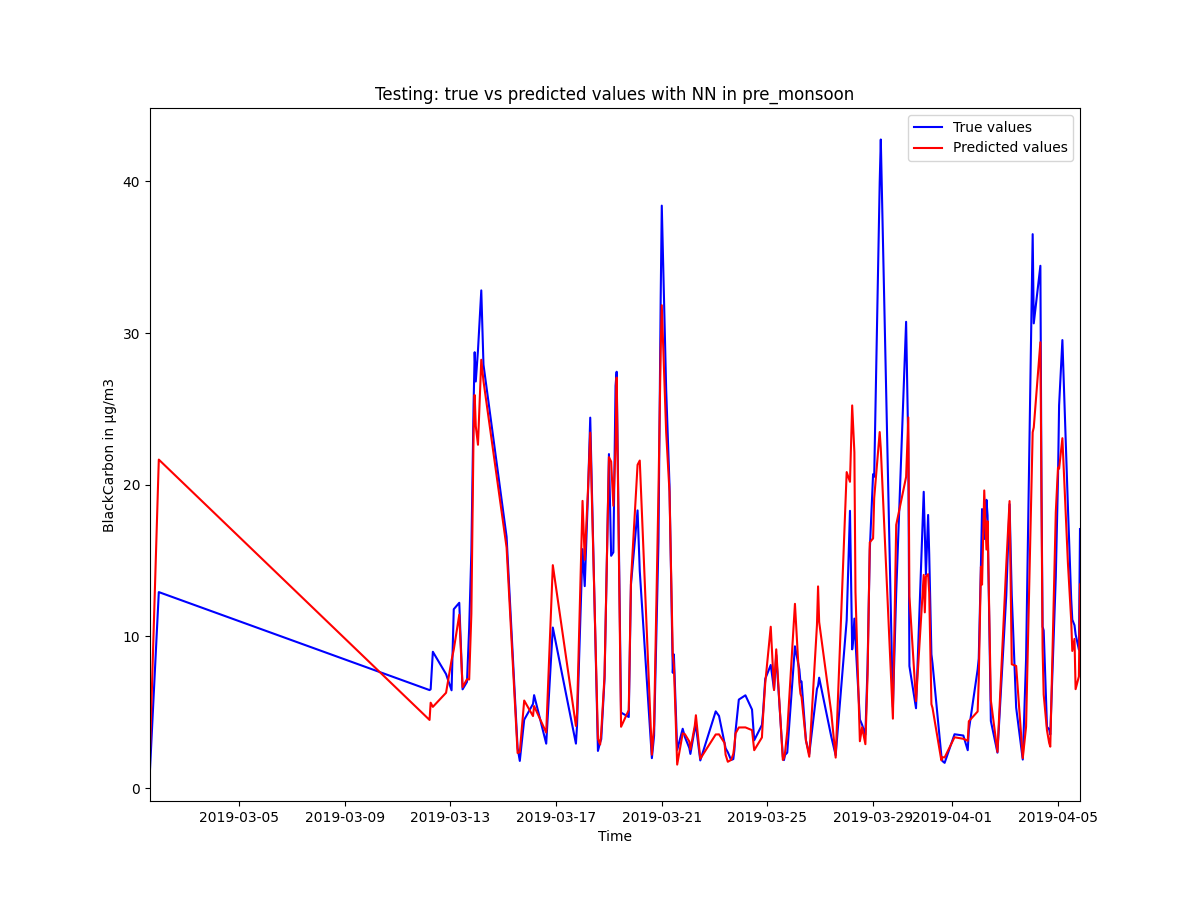 Testing: true vs predicted values with NN in pre_monsoon
True values
Predicted values
BlackCarbon in µg/m3
40
30
20
10
0
2019-03-05 2019-03-09 2019-03-13 2019-03-17 2019-03-21 2019-03-25 2019-03-29 2019-04-01 2019-04-05
Time